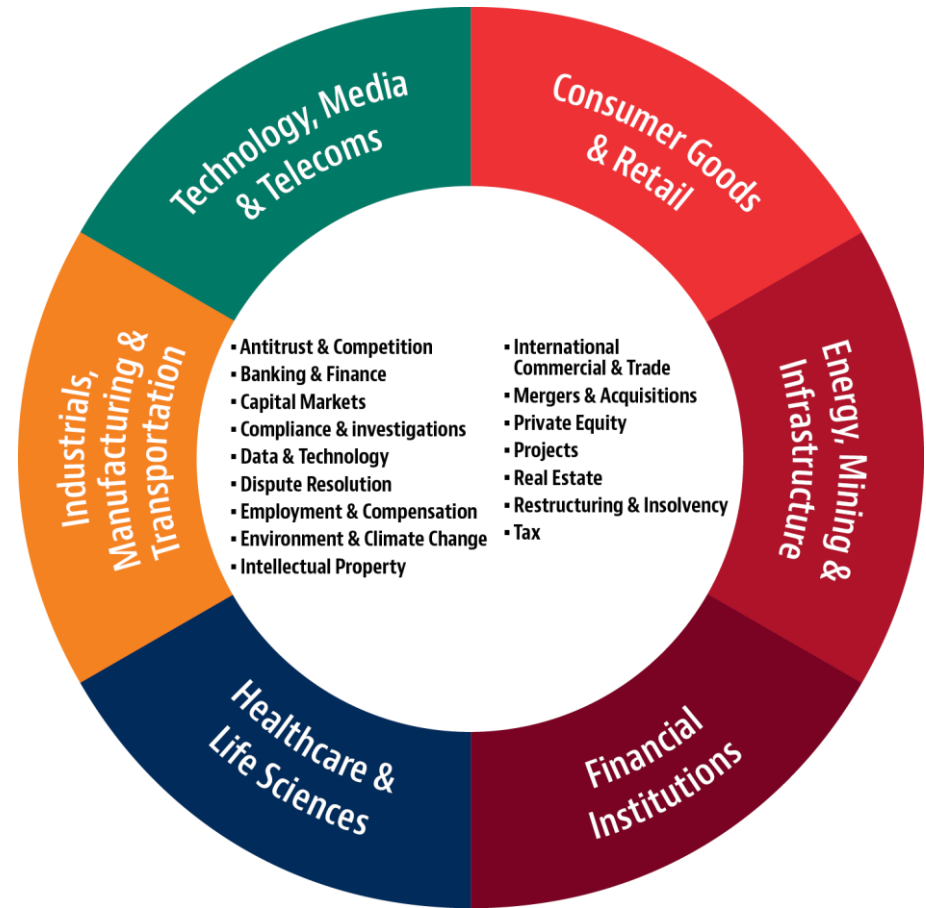 Technology, Media
& Telecoms
Consumer Goods
& Retail
Energy, Mining &
Infrastructure
Financial
Institutions
Healthcare &
Life Sciences
Industrials,
Manufacturing &
Transportation
▪ Antitrust & Competition
▪ Banking & Finance
▪ Capital Markets
▪ Compliance & investigations
▪ Data & Technology
▪ Dispute Resolution
▪ Employment & Compensation
▪ Environment & Climate Change
▪ Intellectual Property
▪ International
Commercial & Trade
▪ Mergers & Acquisitions
▪ Private Equity
▪ Projects
▪ Real Estate
▪ Restructuring & Insolvency
▪ Tax